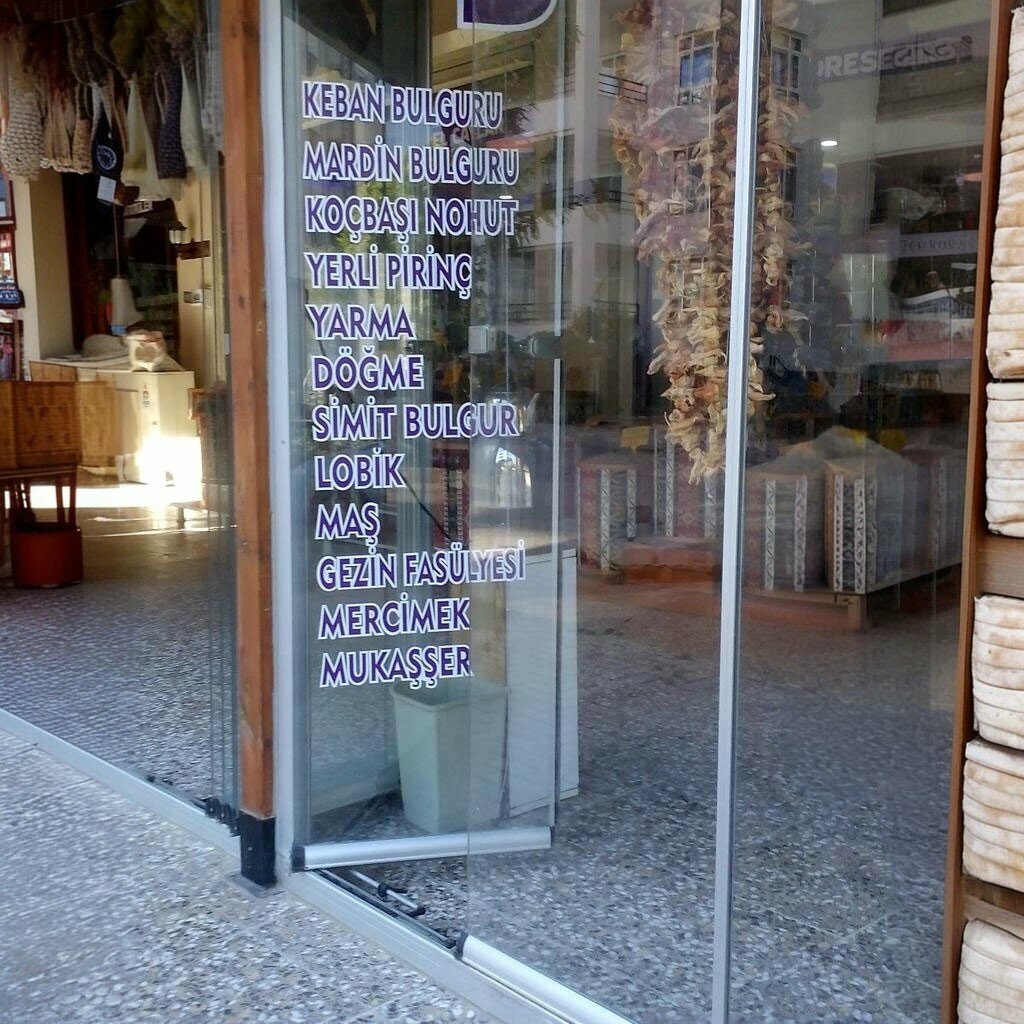 KEBAN BULGURU
MARDİN BULGURU
KOÇBAŞI NOHUT
YERLİ PİRİNÇ
YARMA
DÖĞME
SİMİT BULGUR
LOBİK
MAŞ
GEZİN FASÜLYESİ
MERCİMEK
MUKAŞŞER